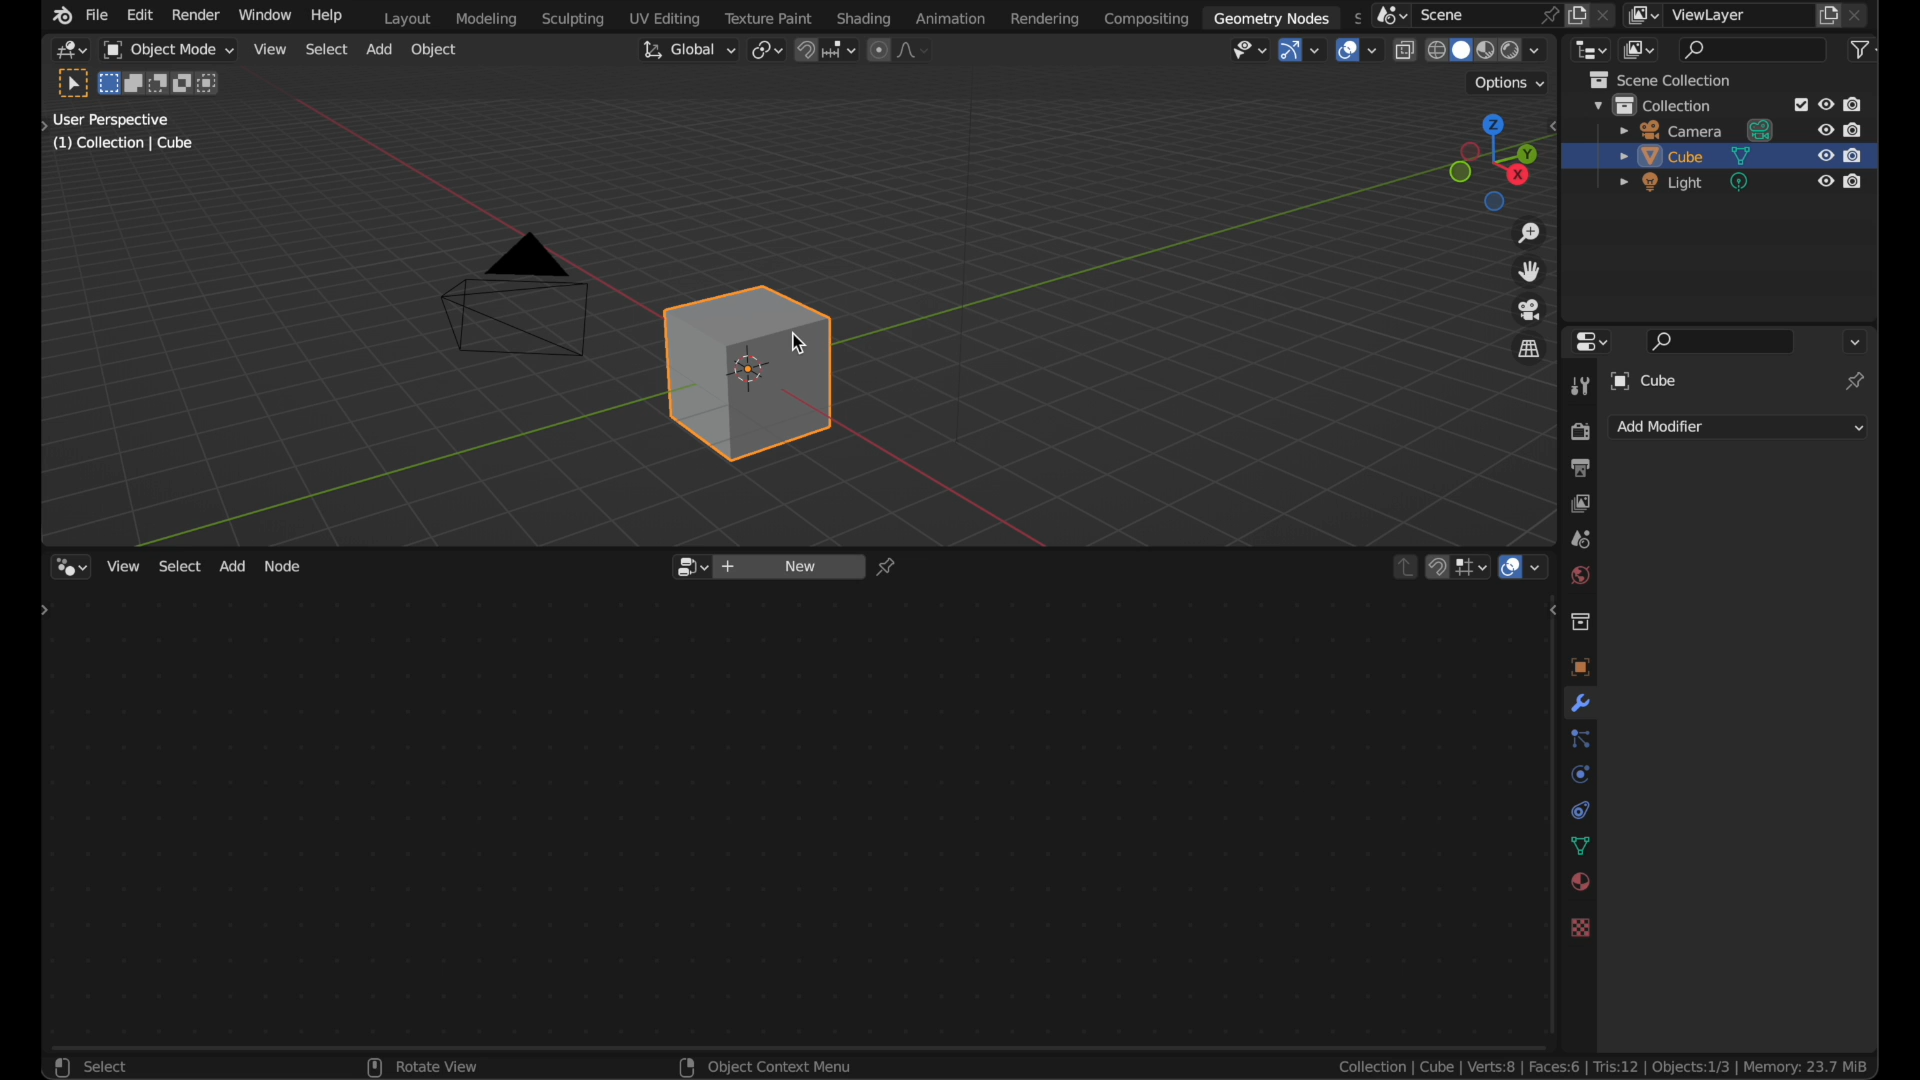 File Edit Render Window Help Layout Modeling Sculpting UV Editing Texture Paint Shading Animation Rendering Compositing Geometry Nodes S Scene ViewLayer
Object Mode View Select Add Object Global
Options
User Perspective
(1) Collection | Cube
Z
Y
X
Scene Collection
Collection
Camera
Cube
Light
Cube
Add Modifier
View Select Add Node New
Select Rotate View Object Context Menu Collection | Cube | Verts:8 | Faces:6 | Tris:12 | Objects:1/3 | Memory: 23.7 MiB